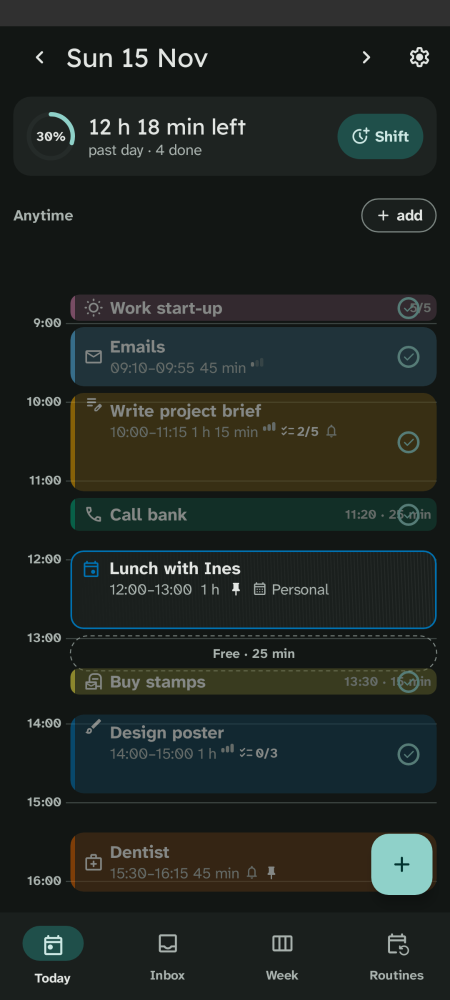 Sun 15 Nov
30%
12 h 18 min left
past day · 4 done
Shift
Anytime
+ add
Work start-up
5/5
9:00
Emails
09:10–09:55 45 min
10:00
Write project brief
10:00–11:15 1 h 15 min 2/5
11:00
Call bank
11:20 · 25 min
12:00
Lunch with Ines
12:00–13:00 1 h Personal
13:00
Free · 25 min
Buy stamps
13:30 · 15 min
14:00
Design poster
14:00–15:00 1 h 0/3
15:00
Dentist
15:30–16:15 45 min
16:00
Today
Inbox
Week
Routines